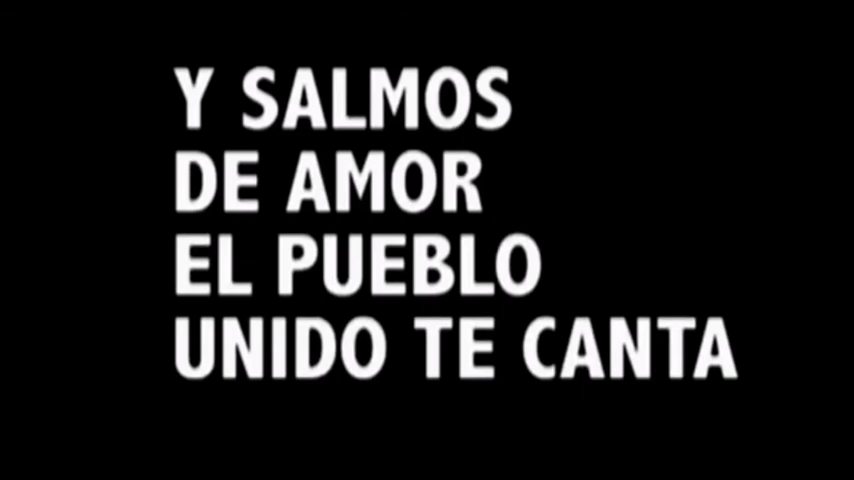 Y SALMOS
DE AMOR
EL PUEBLO
UNIDO TE CANTA